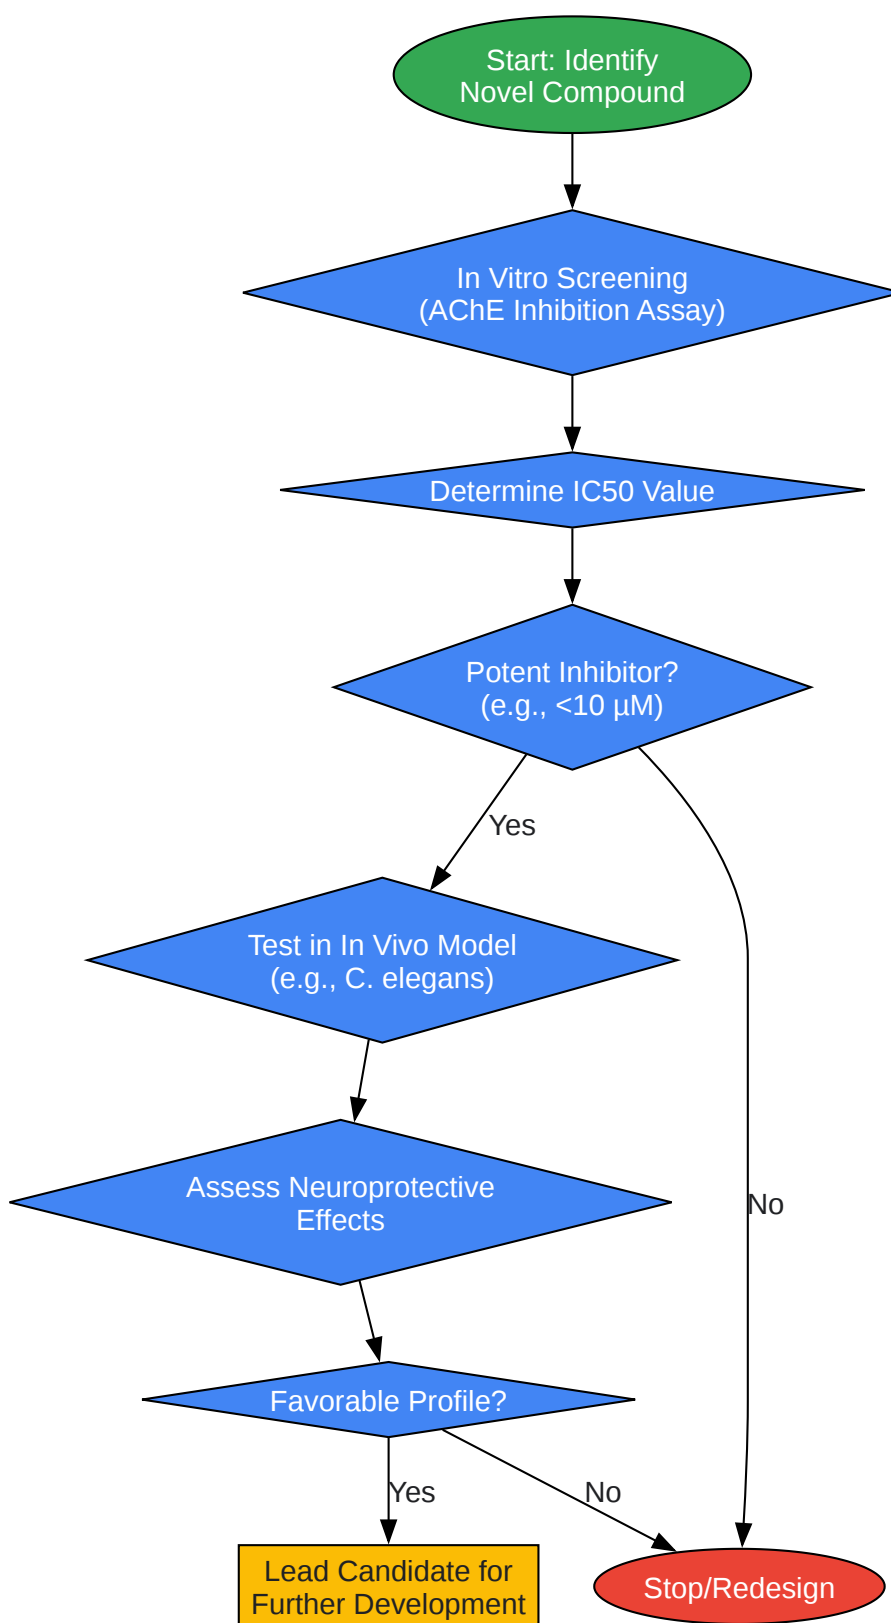 Start: Identify
Novel Compound
In Vitro Screening
(AChE Inhibition Assay)
Determine IC50 Value
Potent Inhibitor?
(e.g., <10 µM)
Yes
Test in In Vivo Model
(e.g., C. elegans)
Assess Neuroprotective
Effects
No
Favorable Profile?
Yes
No
Lead Candidate for
Further Development
Stop/Redesign